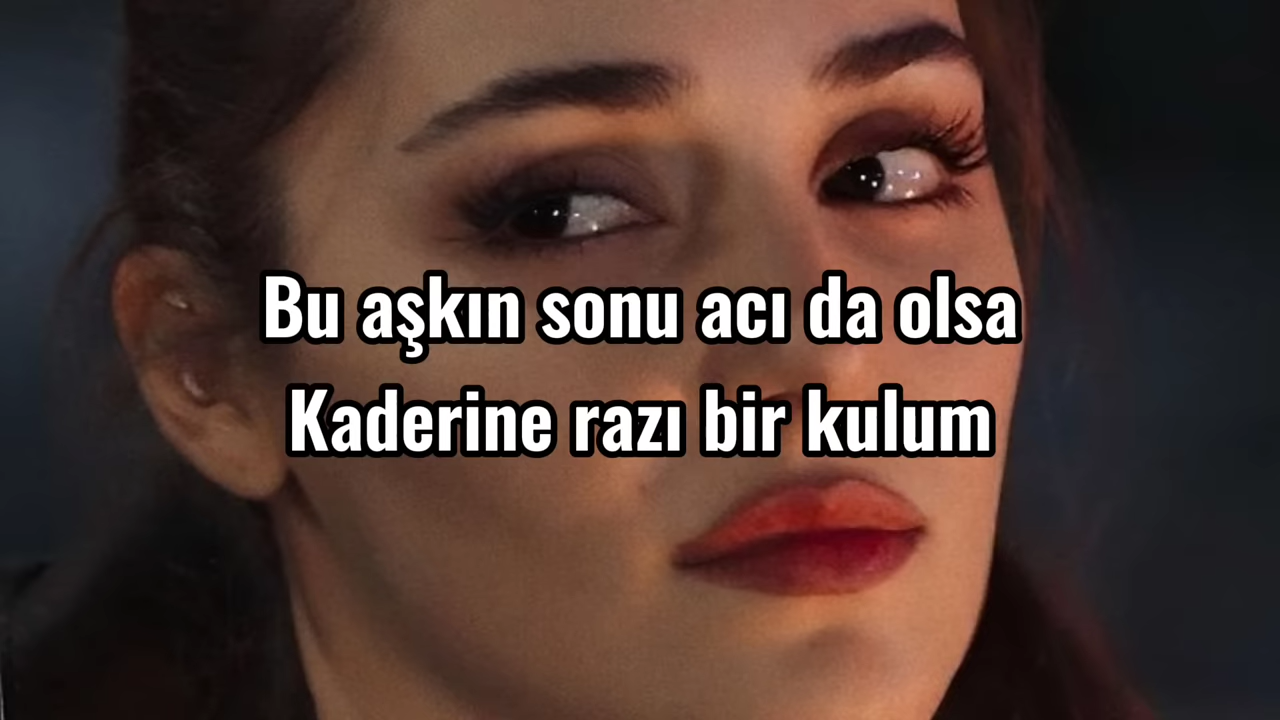 Bu aşkın sonu acı da olsa
Kaderine razı bir kulum